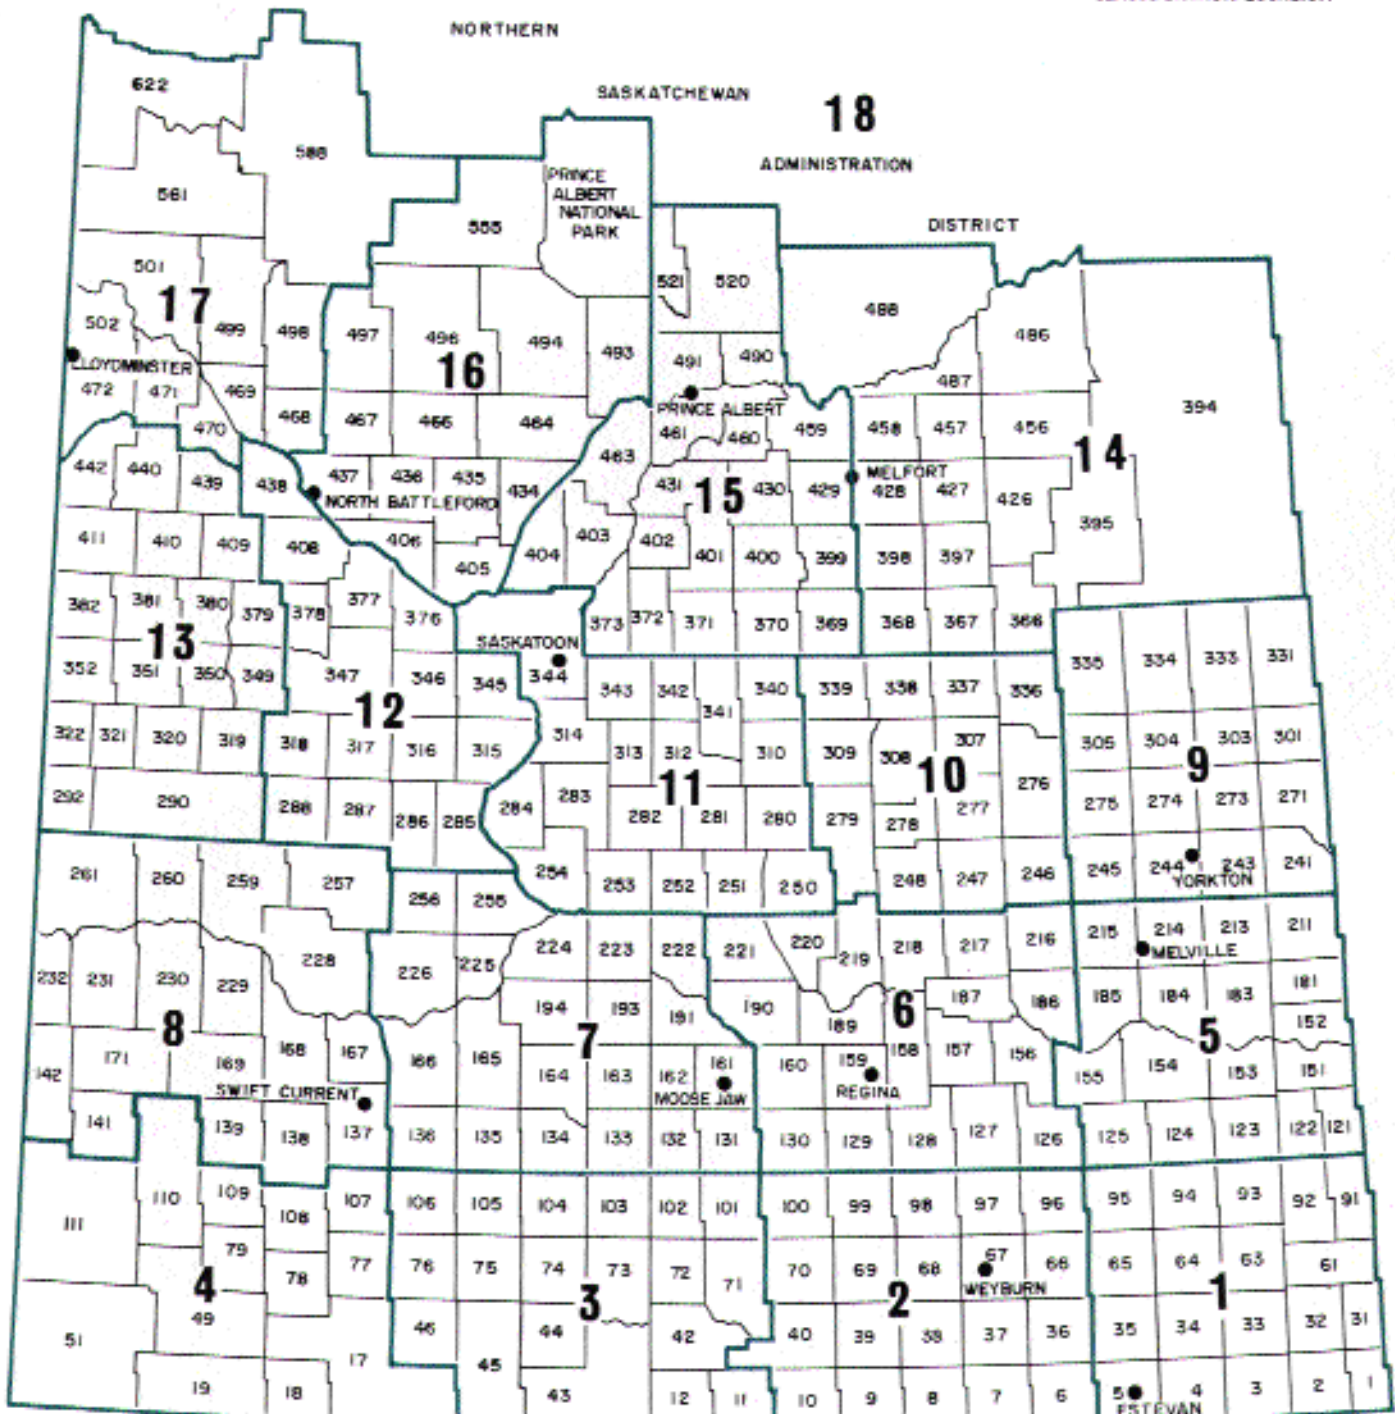 NORTHERN
622
SASKATCHEWAN
18
588
ADMINISTRATION
PRINCE
ALBERT
NATIONAL
PARK
561
555
DISTRICT
501
521 520
17
488
502 499 498 497 496 494 493
486
LLOYDMINSTER
16
491 490
487
472 471 469
468 467 466 464
PRINCE ALBERT
394
470
463 461 460 459 458 457 456
14
442 440 439 438 437 436 435 434
MELFORT
NORTH BATTLEFORD
431 15 430 429 428 427 426
395
411 410 409 408 406 405 404 403 402 401 400 399 398 397
382 381 380 379 378 377 376
373 372 371 370 369 368 367 366
13
SASKATOON
352 351 350 349 347 346 345 344
343 342 341 340 339 338 337 336 335 334 333 331
12
322 321 320 319 318 317 316 315 314 313 312 310 309 308 307 305 304 303 301
11
10
9
292 290 288 287 286 285 284 283 282 281 280 279 278 277 276 275 274 273 271
261 260 259 257 256 255 254 253 252 251 250 248 247 246 245 244 243 241
YORKTON
232 231 230 229 228 226 225 224 223 222 221 220 219 218 217 216 215 214 213 211
MELVILLE
194 193 191 190 189 187 186 185 184 183 181
8
7
6
5
152
142 171 169 168 167 166 165 164 163 162 161 160 159 158 157 156 155 154 153 151
SWIFT CURRENT
MOOSE JAW
REGINA
141 139 138 137 136 135 134 133 132 131 130 129 128 127 126 125 124 123 122 121
111 110 109 108 107 106 105 104 103 102 101 100 99 98 97 96 95 94 93 92 91
79 78 77 76 75 74 73 72 71 70 69 68 67 66 65 64 63 61
WEYBURN
4
3
2
1
51 49 46 44 42 40 39 38 37 36 35 34 33 32 31
19 18 17 45 43 12 11 10 9 8 7 6 5 4 3 2 1
ESTEVAN